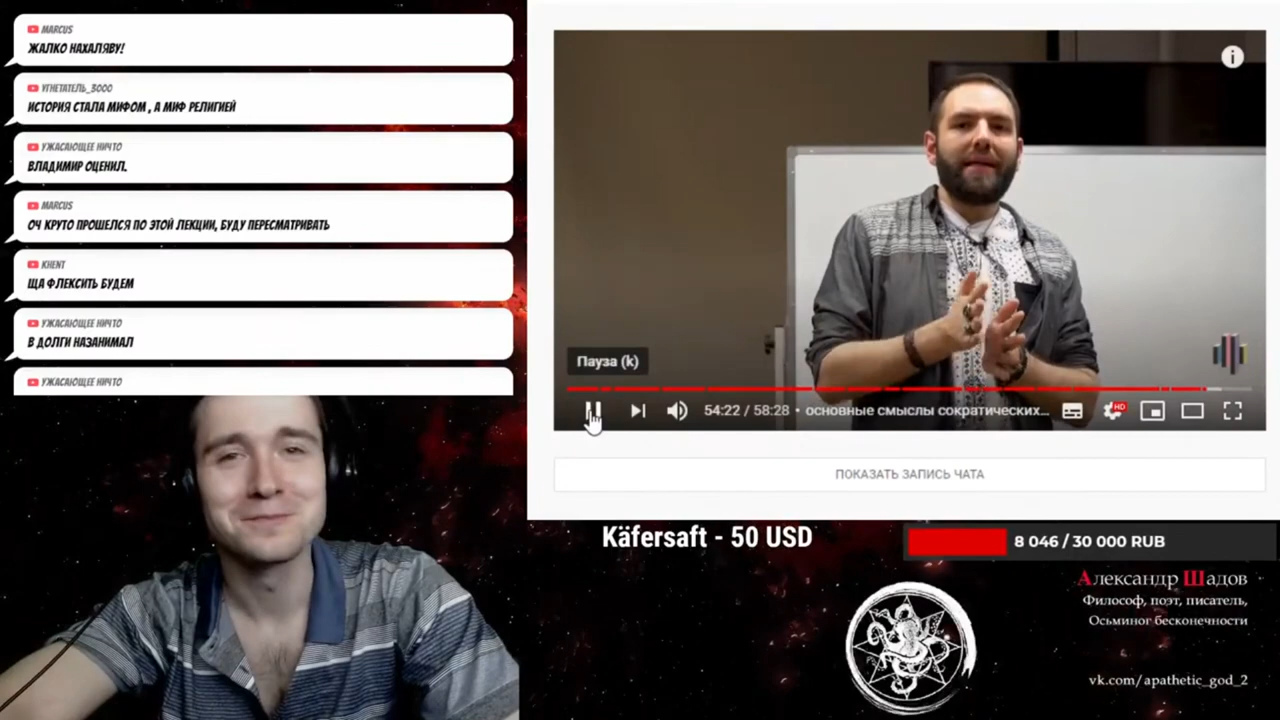 MARCUS
ЖАЛКО НАХАЛЯВУ!
УГНЕТАТЕЛЬ_3000
ИСТОРИЯ СТАЛА МИФОМ , А МИФ РЕЛИГИЕЙ
УЖАСАЮЩЕЕ НИЧТО
ВЛАДИМИР ОЦЕНИЛ.
MARCUS
ОЧ КРУТО ПРОШЕЛСЯ ПО ЭТОЙ ЛЕКЦИИ, БУДУ ПЕРЕСМАТРИВАТЬ
KHENT
ЩА ФЛЕКСИТЬ БУДЕМ
УЖАСАЮЩЕЕ НИЧТО
В ДОЛГИ НАЗАНИМАЛ
УЖАСАЮЩЕЕ НИЧТО
Пауза (k)
54:22 / 58:28 • основные смыслы сократических...
HD
ПОКАЗАТЬ ЗАПИСЬ ЧАТА
Käfersaft - 50 USD
8 046 / 30 000 RUB
Александр Шадов
Философ, поэт, писатель,
Осьминог бесконечности
vk.com/apathetic_god_2